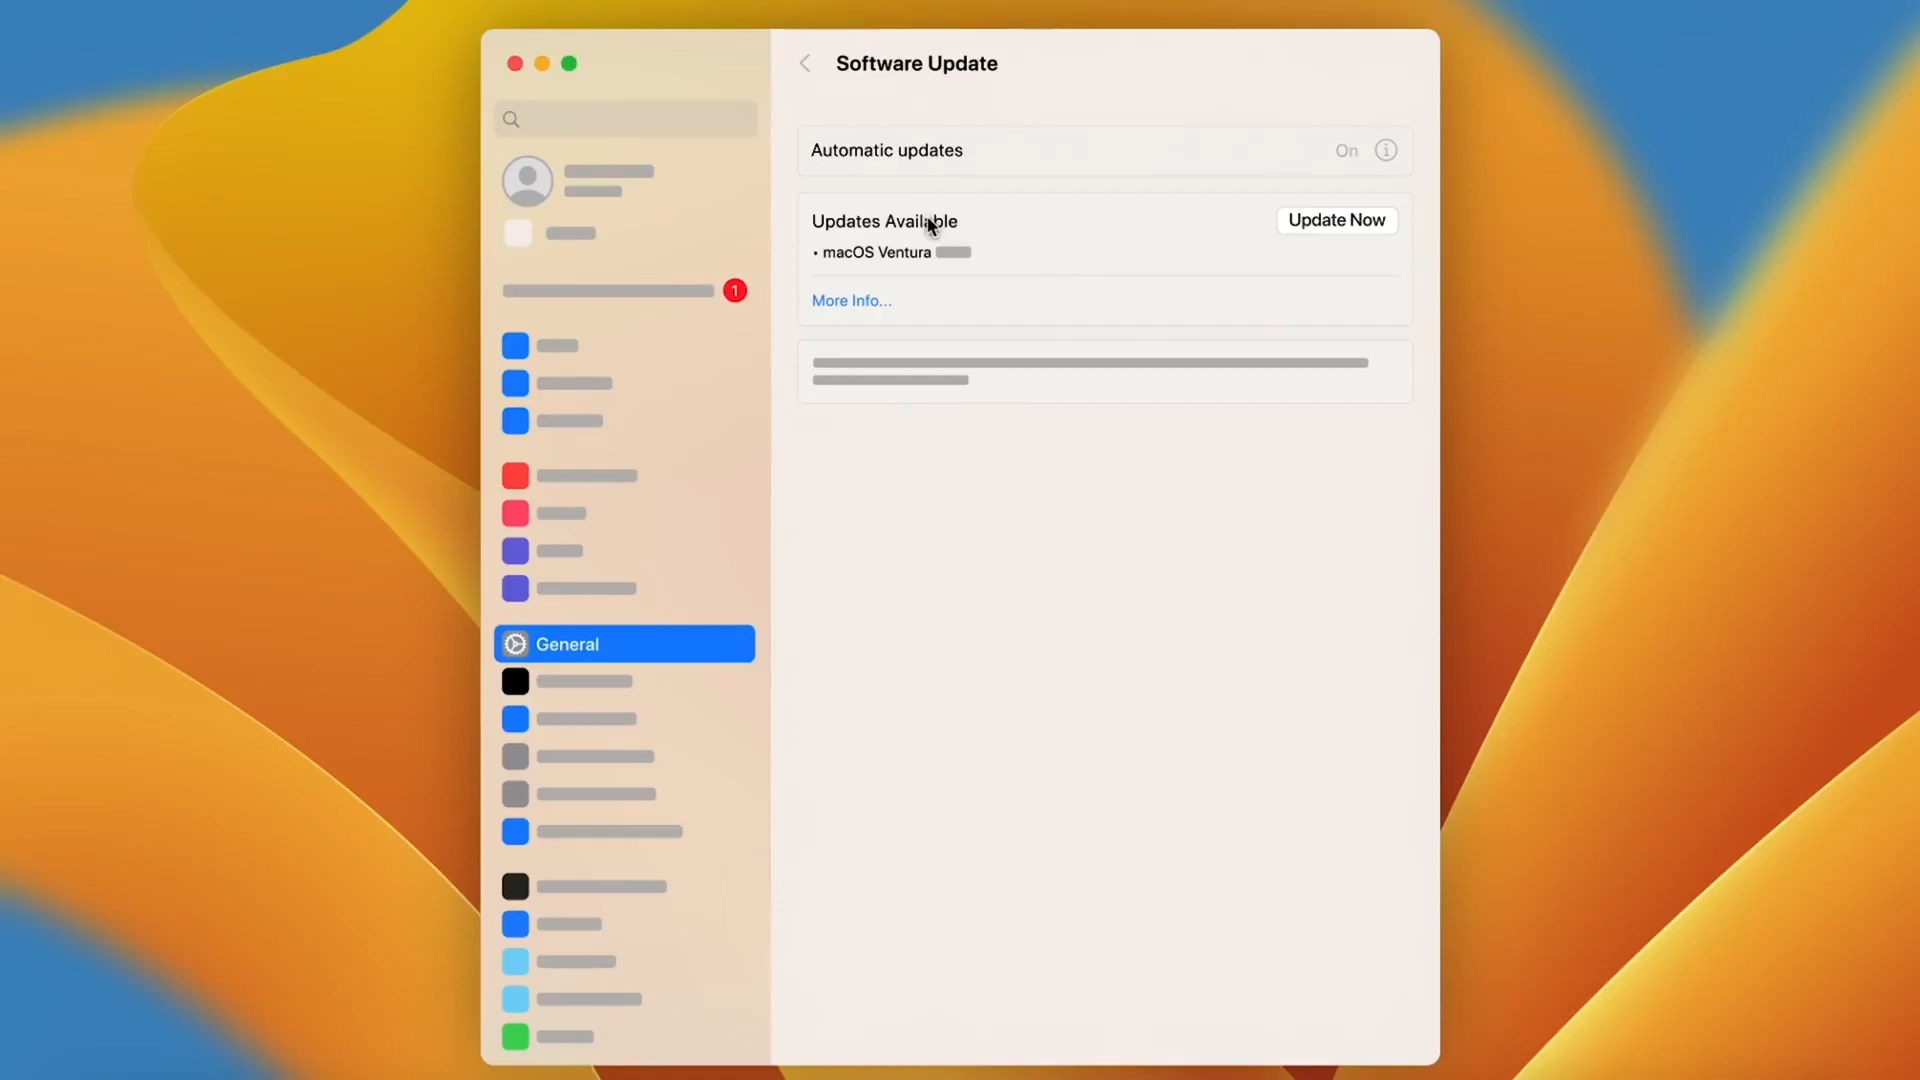 Software Update
Automatic updates On
Updates Available Update Now
• macOS Ventura
More Info...
1
General